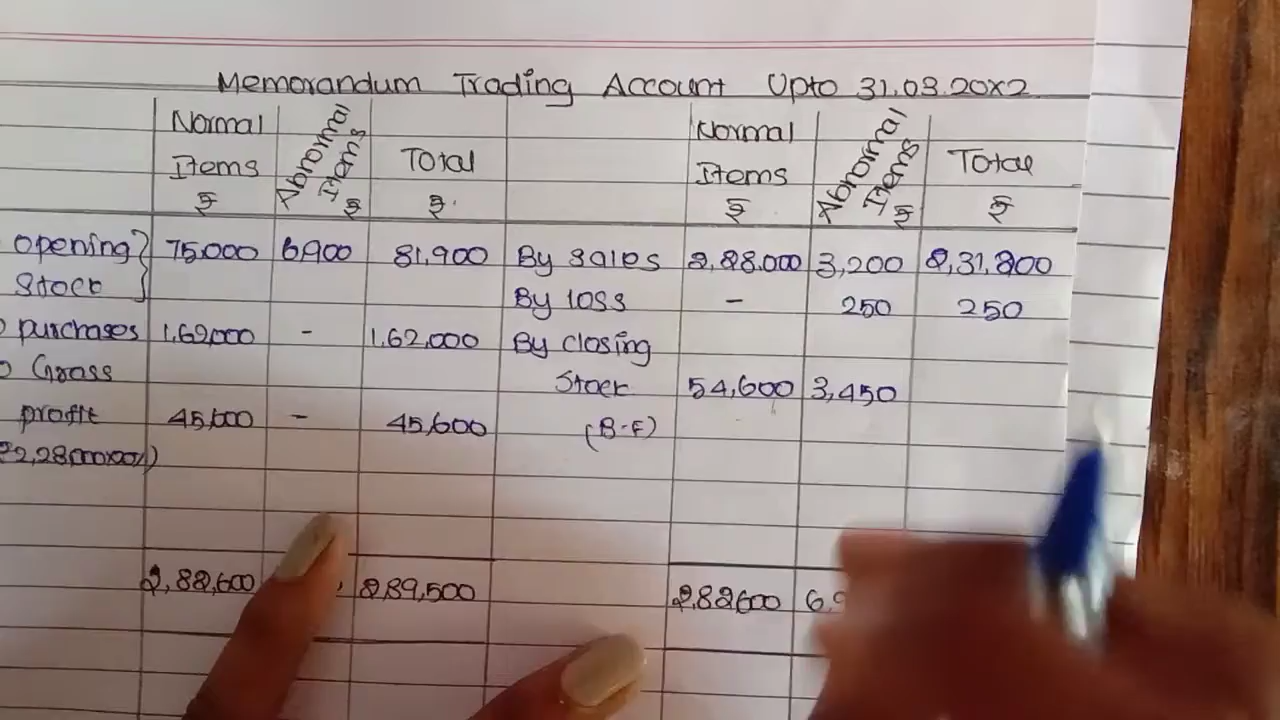 Memorandum Trading Account Upto 31.03.20X2
Normal Items ₹ Abnormal Items ₹ Total ₹ Normal Items ₹ Abnormal Items ₹ Total ₹
opening Stock 75,000 6,900 81,900 By sales 2,28,000 3,200 2,31,200
By loss - 250 250
purchases 1,62,000 - 1,62,000 By closing
Gross Stock 54,600 3,450
profit 45,600 - 45,600 (B.F)
2,82,600 2,89,500 2,82,600